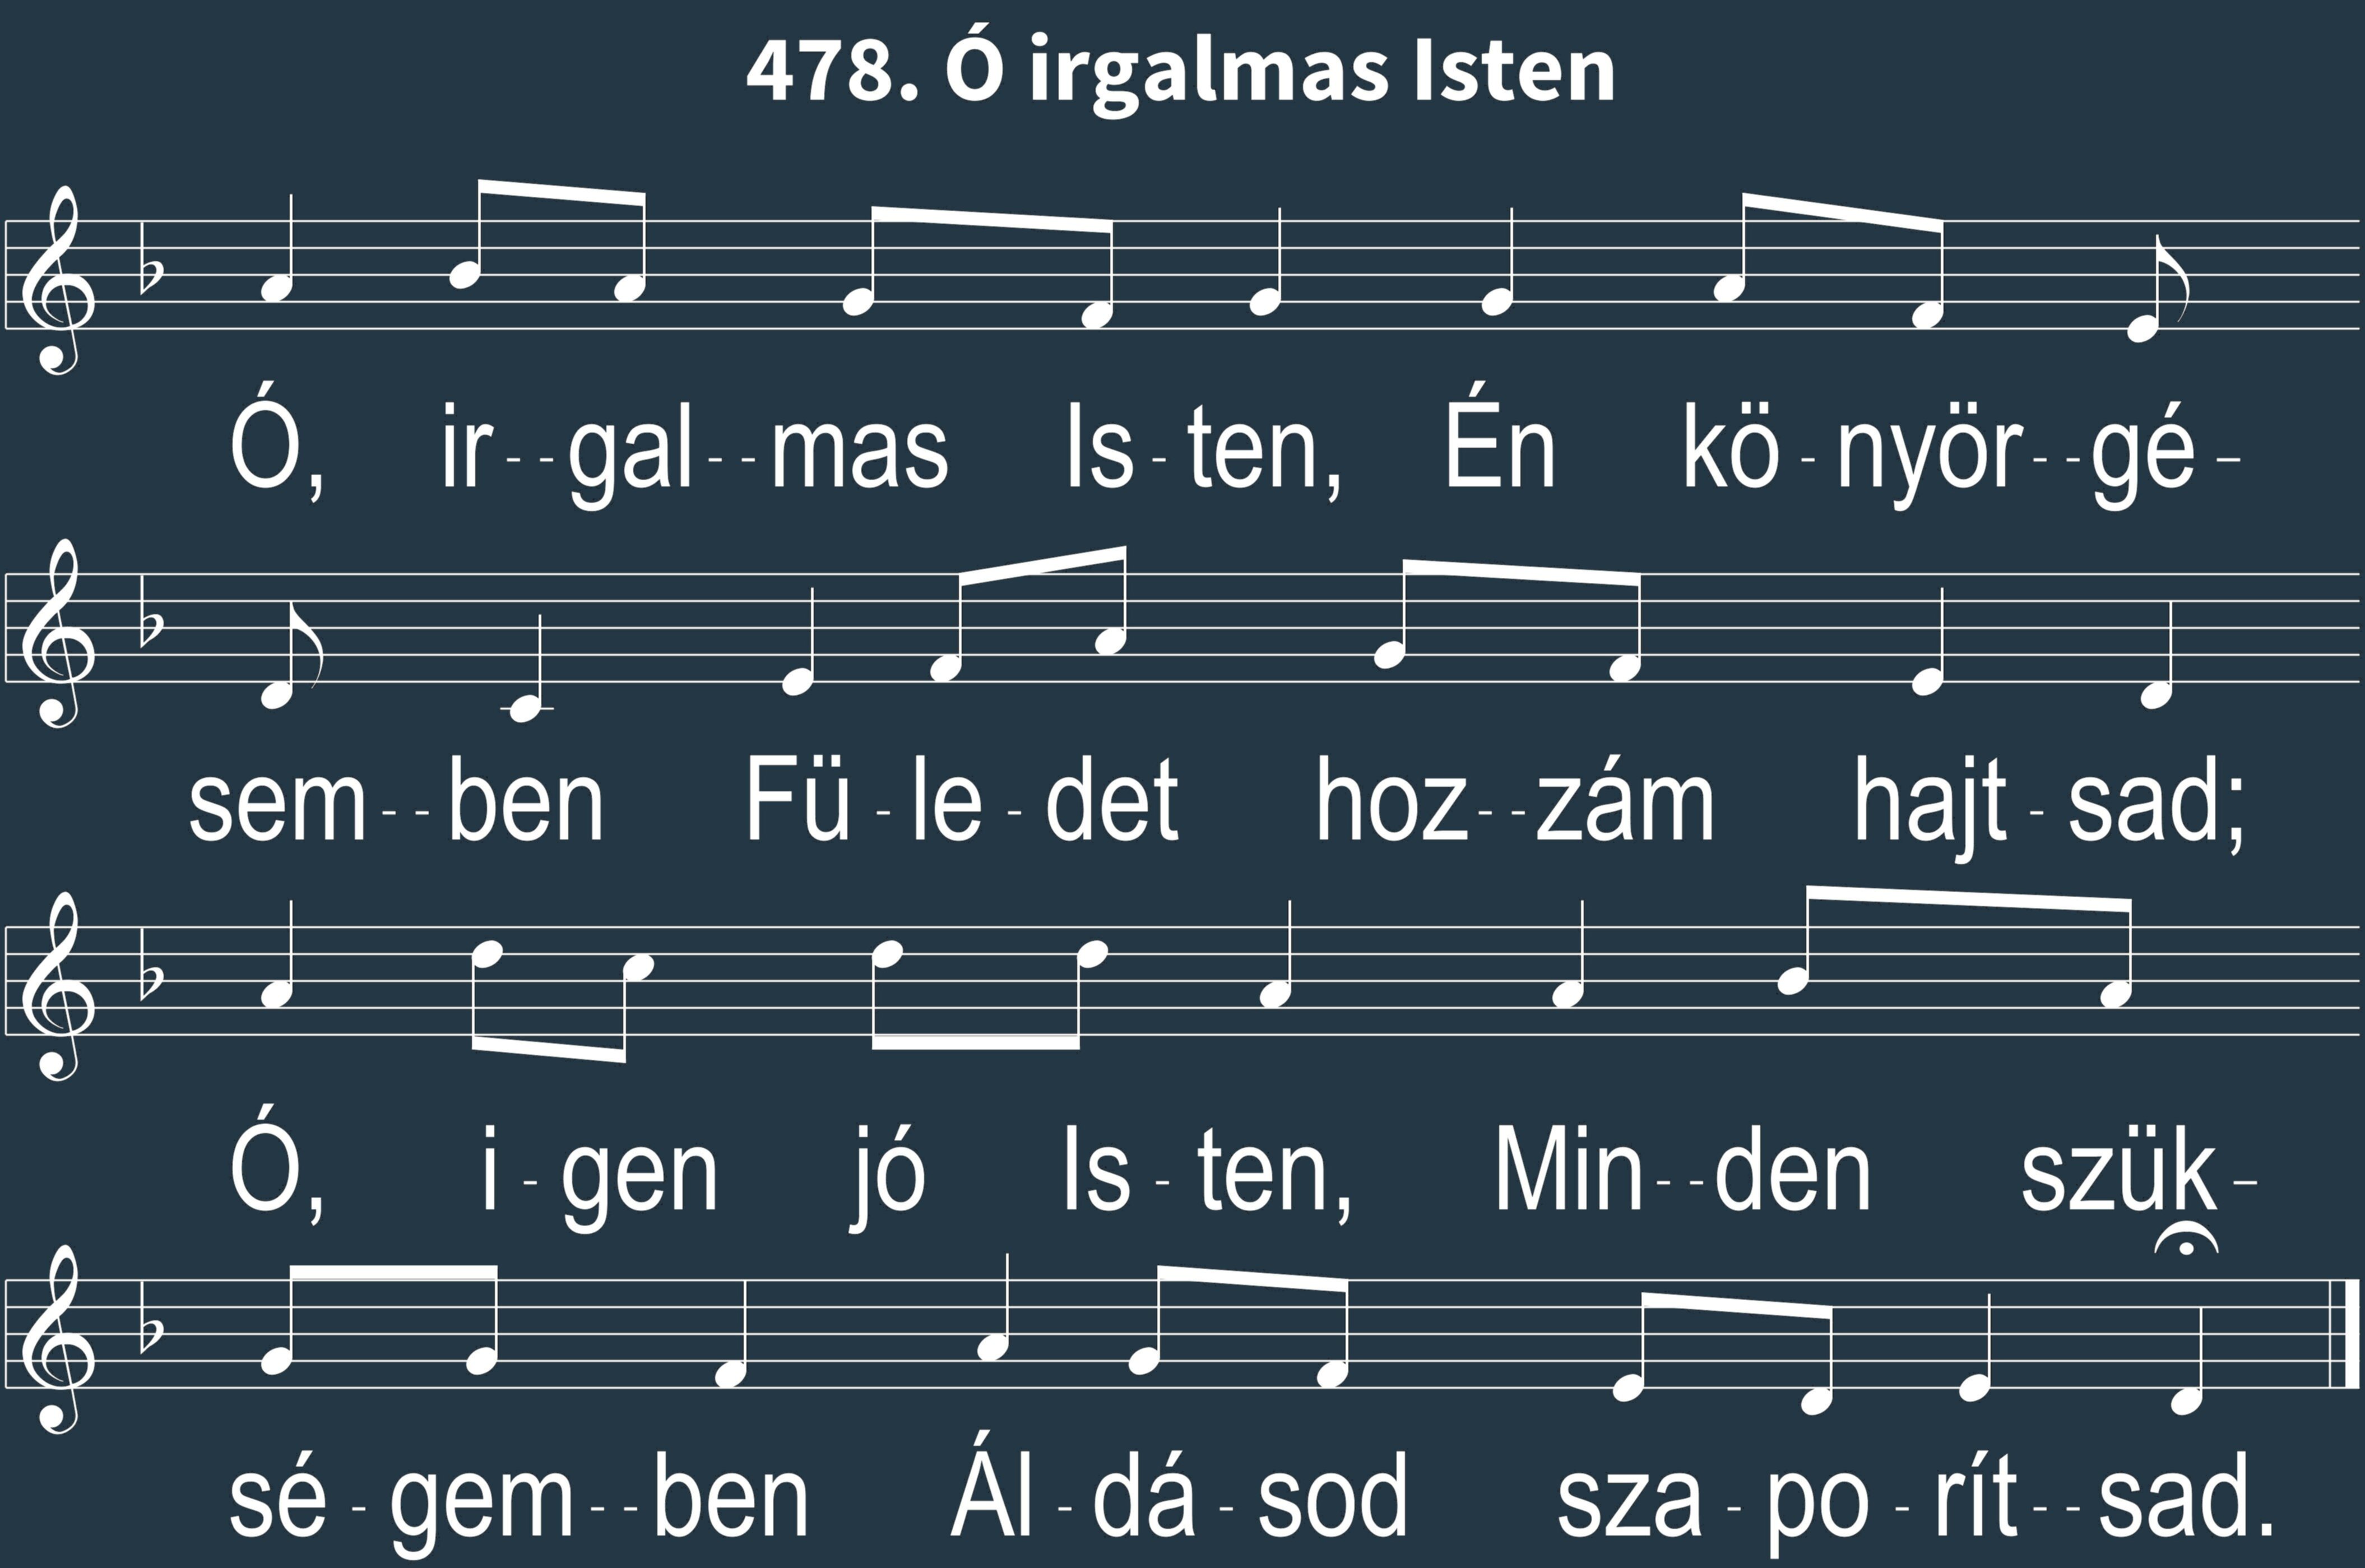 478. Ó irgalmas Isten
Ó, ir--gal--mas Is-ten, Én kö-nyör--gé-
sem--ben Fü-le-det hoz--zám hajt-sad;
Ó, i-gen jó Is-ten, Min--den szük-
sé-gem--ben Ál-dá-sod sza-po-rít--sad.